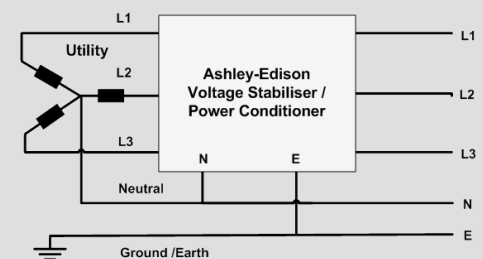 L1
L1
Utility
L2
Ashley-Edison
Voltage Stabiliser /
Power Conditioner
L2
L3
L3
N
E
Neutral
N
E
Ground /Earth